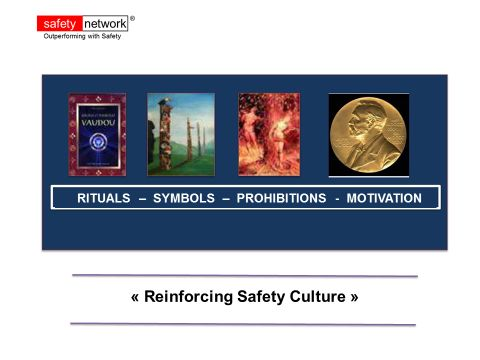 safety network®
Outperforming with Safety
VAUDOU
RITUALS – SYMBOLS – PROHIBITIONS - MOTIVATION
« Reinforcing Safety Culture »